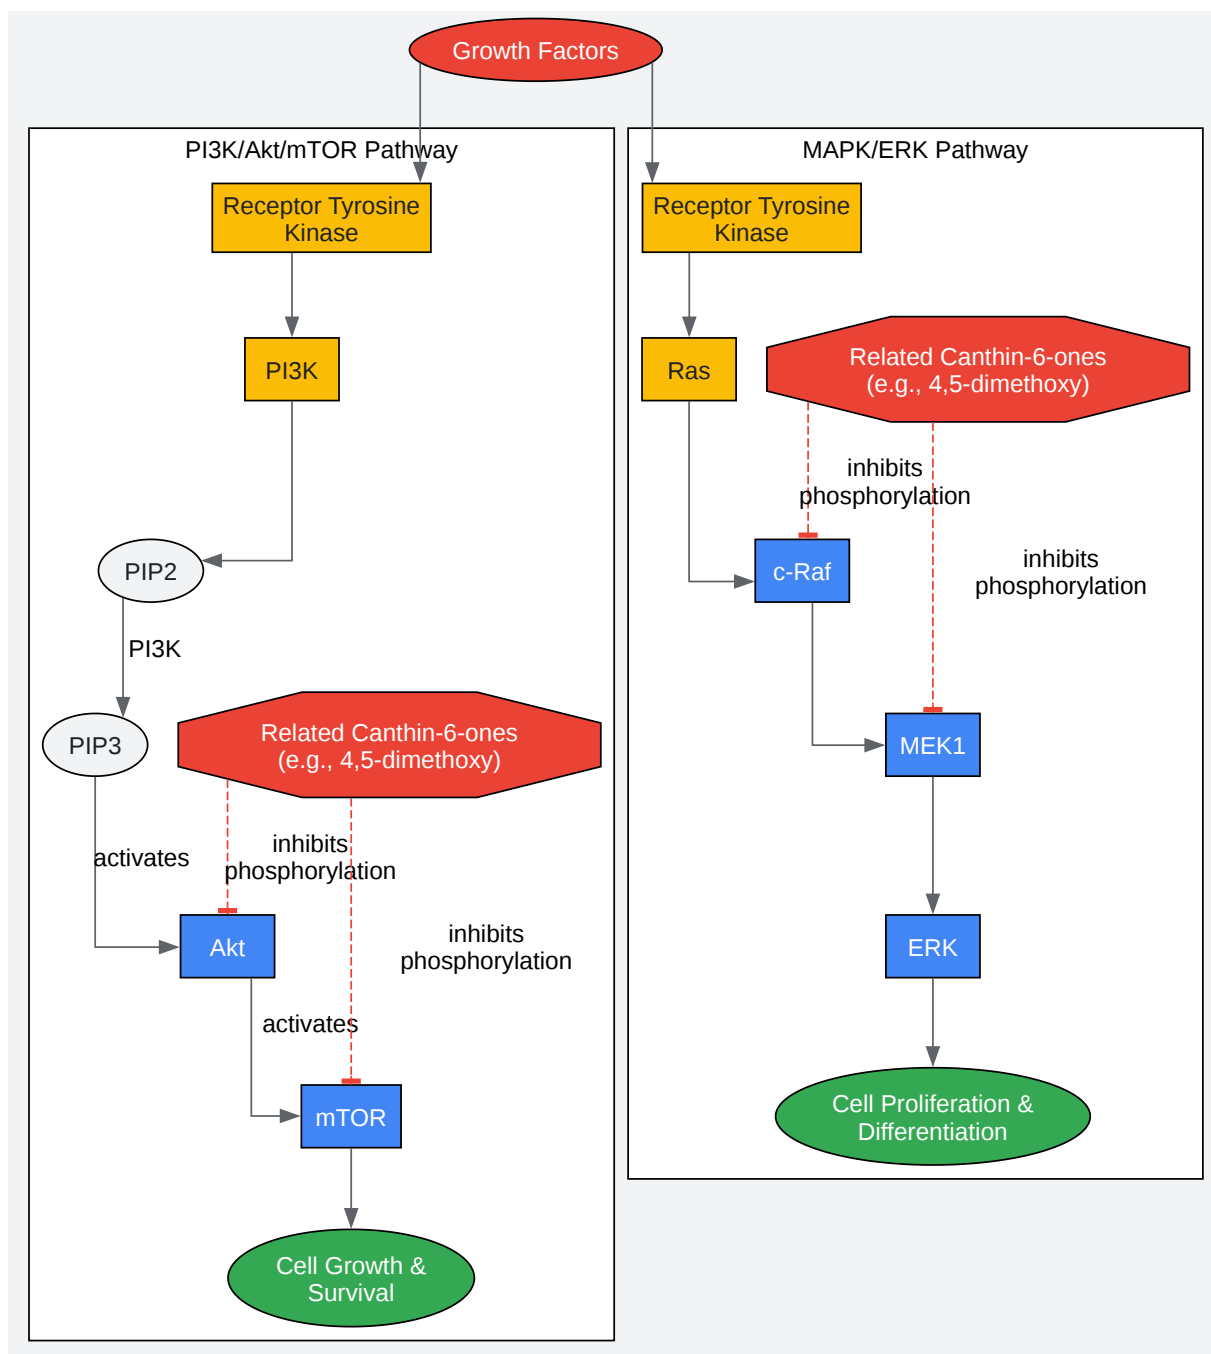 Growth Factors
PI3K/Akt/mTOR Pathway
Receptor Tyrosine
Kinase
PI3K
PIP2
PI3K
PIP3
Related Canthin-6-ones
(e.g., 4,5-dimethoxy)
activates
inhibits
phosphorylation
inhibits
phosphorylation
Akt
activates
mTOR
Cell Growth &
Survival
MAPK/ERK Pathway
Receptor Tyrosine
Kinase
Ras
Related Canthin-6-ones
(e.g., 4,5-dimethoxy)
inhibits
phosphorylation
c-Raf
inhibits
phosphorylation
MEK1
ERK
Cell Proliferation &
Differentiation